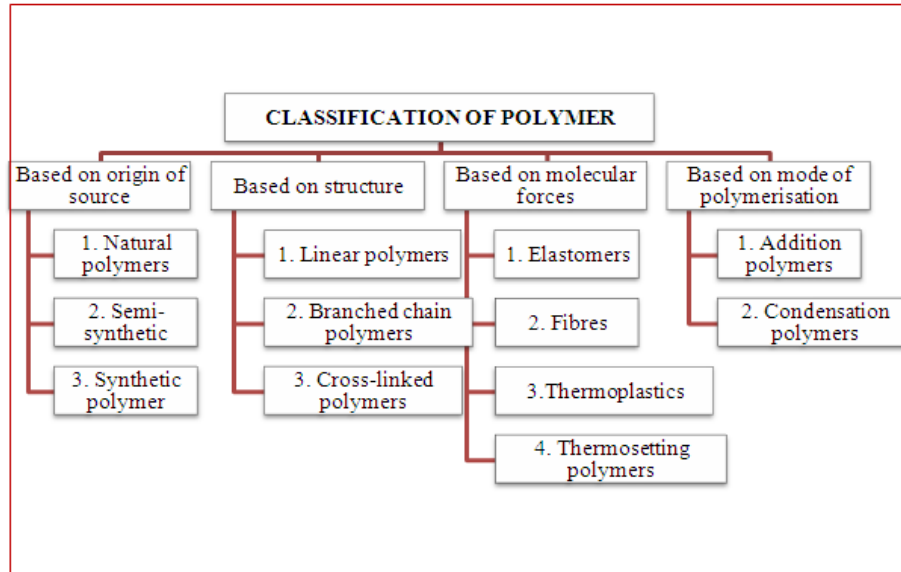 CLASSIFICATION OF POLYMER
Based on origin of
source
1. Natural
polymers
2. Semi-
synthetic
3. Synthetic
polymer
Based on structure
1. Linear polymers
2. Branched chain
polymers
3. Cross-linked
polymers
Based on molecular
forces
1. Elastomers
2. Fibres
3.Thermoplastics
4. Thermosetting
polymers
Based on mode of
polymerisation
1. Addition
polymers
2. Condensation
polymers